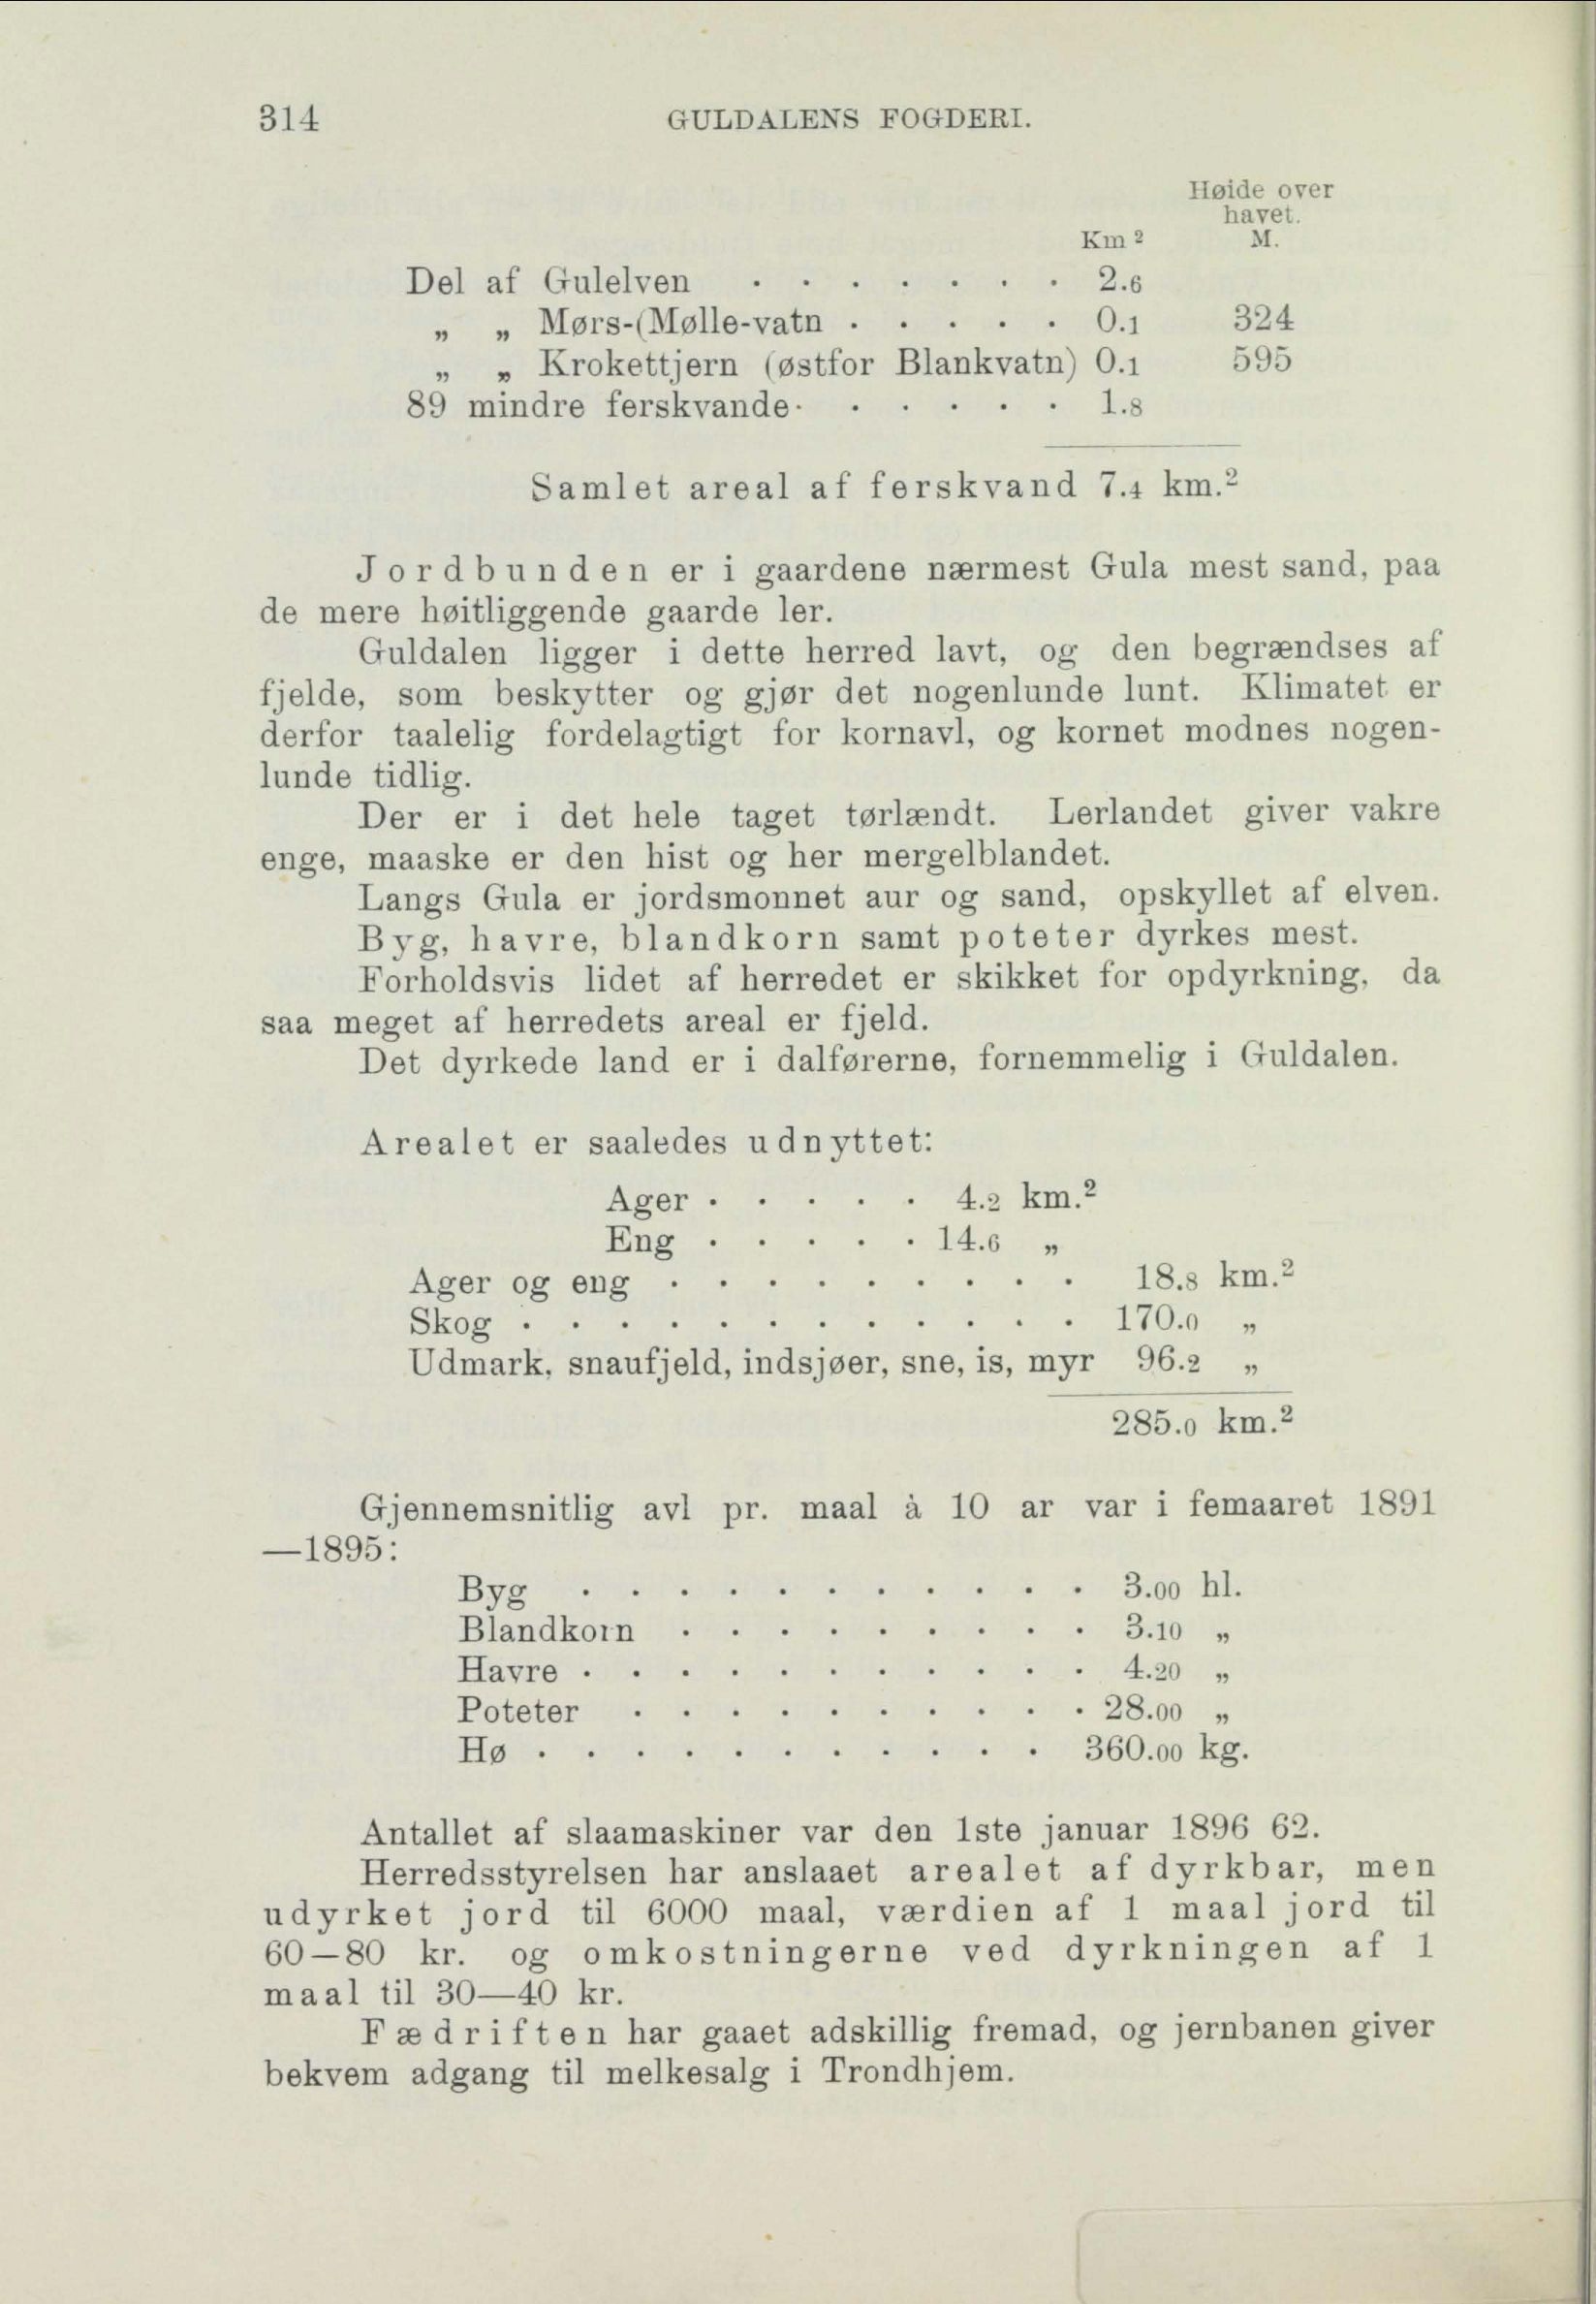 314 GULDALENS FOGDERI.
Høide over
havet.
Km² M.
Del af Gulelven . . . . . . . 2.6
„ „ Mørs-(Mølle-vatn . . . . . 0.1 324
„ „ Krokettjern (østfor Blankvatn) 0.1 595
89 mindre ferskvande . . . . . . 1.8
Samlet areal af ferskvand 7.4 km.²
Jordbunden er i gaardene nærmest Gula mest sand, paa
de mere høitliggende gaarde ler.
Guldalen ligger i dette herred lavt, og den begrændses af
fjelde, som beskytter og gjør det nogenlunde lunt. Klimatet er
derfor taalelig fordelagtigt for kornavl, og kornet modnes nogen-
lunde tidlig.
Der er i det hele taget tørlændt. Lerlandet giver vakre
enge, maaske er den hist og her mergelblandet.
Langs Gula er jordsmonnet aur og sand, opskyllet af elven.
Byg, havre, blandkorn samt poteter dyrkes mest.
Forholdsvis lidet af herredet er skikket for opdyrkning, da
saa meget af herredets areal er fjeld.
Det dyrkede land er i dalførerne, fornemmelig i Guldalen.
Arealet er saaledes udnyttet:
Ager . . . . . 4.2 km.²
Eng . . . . . 14.6 „
Ager og eng . . . . . . . . . 18.8 km.²
Skog . . . . . . . . . . . . 170.0 „
Udmark, snaufjeld, indsjøer, sne, is, myr 96.2 „
285.0 km.²
Gjennemsnitlig avl pr. maal à 10 ar var i femaaret 1891
—1895:
Byg . . . . . . . . . . . 3.00 hl.
Blandkorn . . . . . . . . . 3.10 „
Havre . . . . . . . . . . . 4.20 „
Poteter . . . . . . . . . . 28.00 „
Hø . . . . . . . . . . . 360.00 kg.
Antallet af slaamaskiner var den 1ste januar 1896 62.
Herredsstyrelsen har anslaaet arealet af dyrkbar, men
udyrket jord til 6000 maal, værdien af 1 maal jord til
60—80 kr. og omkostningerne ved dyrkningen af 1
maal til 30—40 kr.
Fædriften har gaaet adskillig fremad, og jernbanen giver
bekvem adgang til melkesalg i Trondhjem.